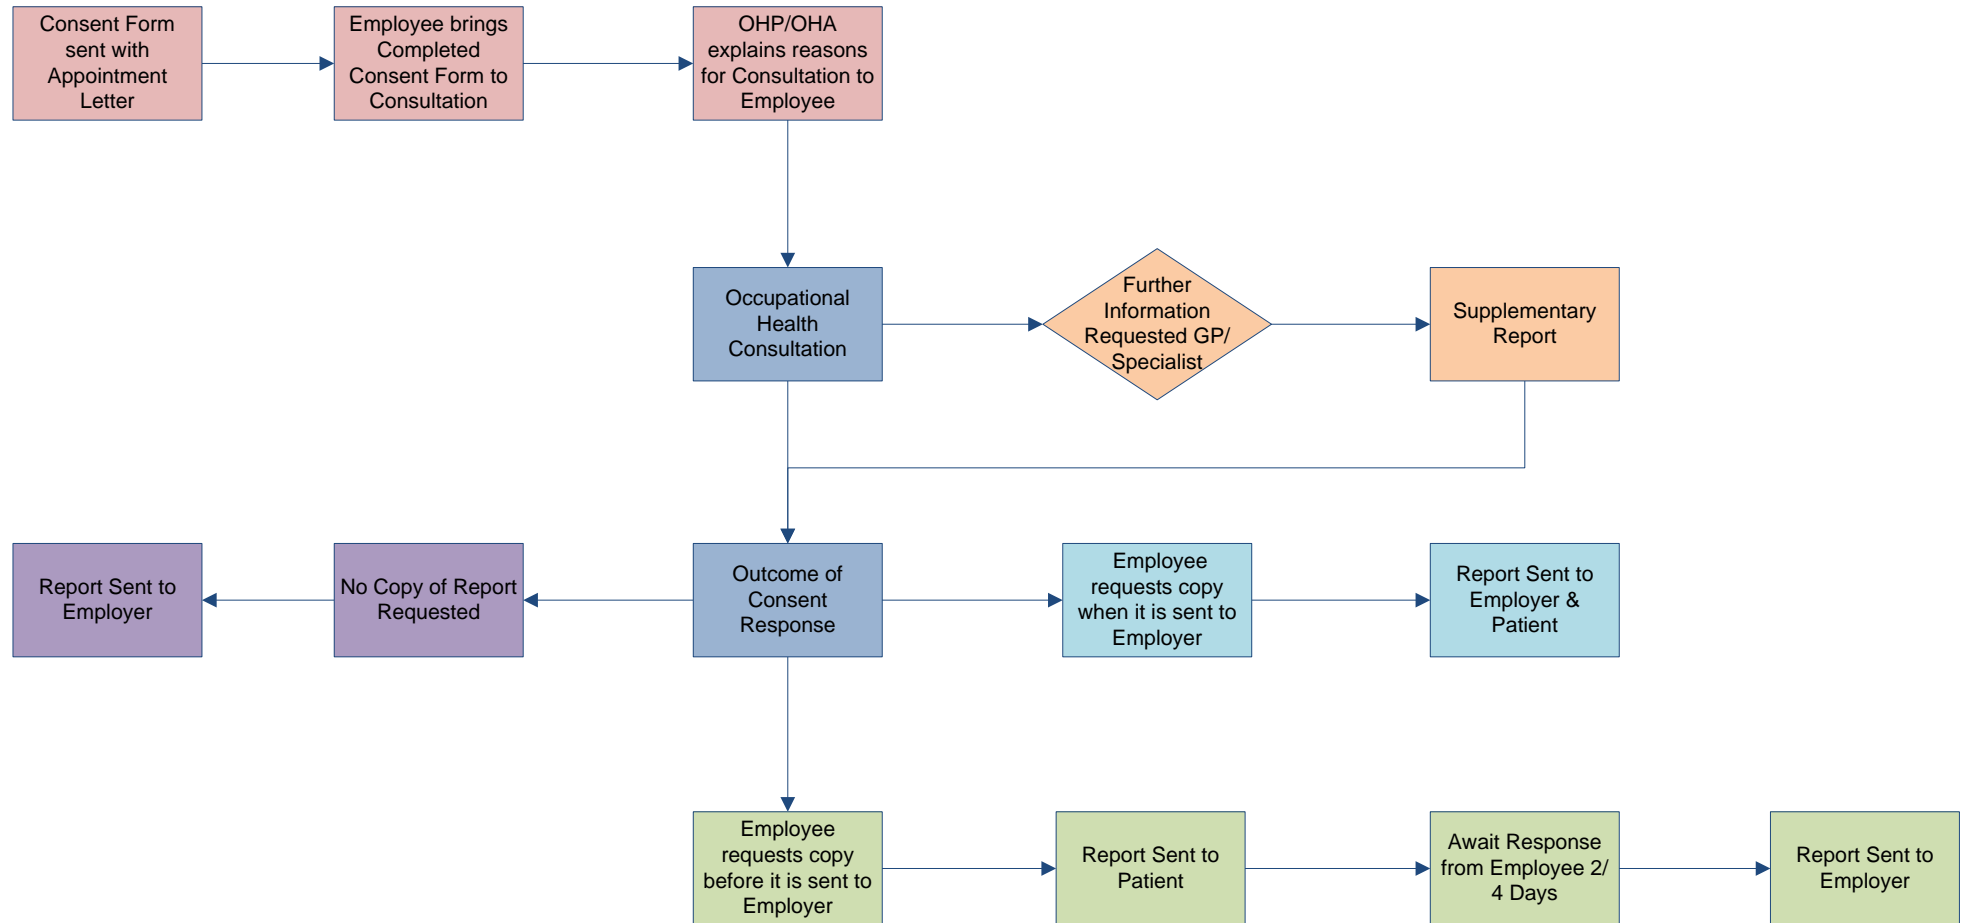 Consent Form
sent with
Appointment
Letter
Employee brings
Completed
Consent Form to
Consultation
OHP/OHA
explains reasons
for Consultation to
Employee
Occupational
Health
Consultation
Further
Information
Requested GP/
Specialist
Supplementary
Report
Report Sent to
Employer
No Copy of Report
Requested
Outcome of
Consent
Response
Employee
requests copy
when it is sent to
Employer
Report Sent to
Employer &
Patient
Employee
requests copy
before it is sent to
Employer
Report Sent to
Patient
Await Response
from Employee 2/
4 Days
Report Sent to
Employer